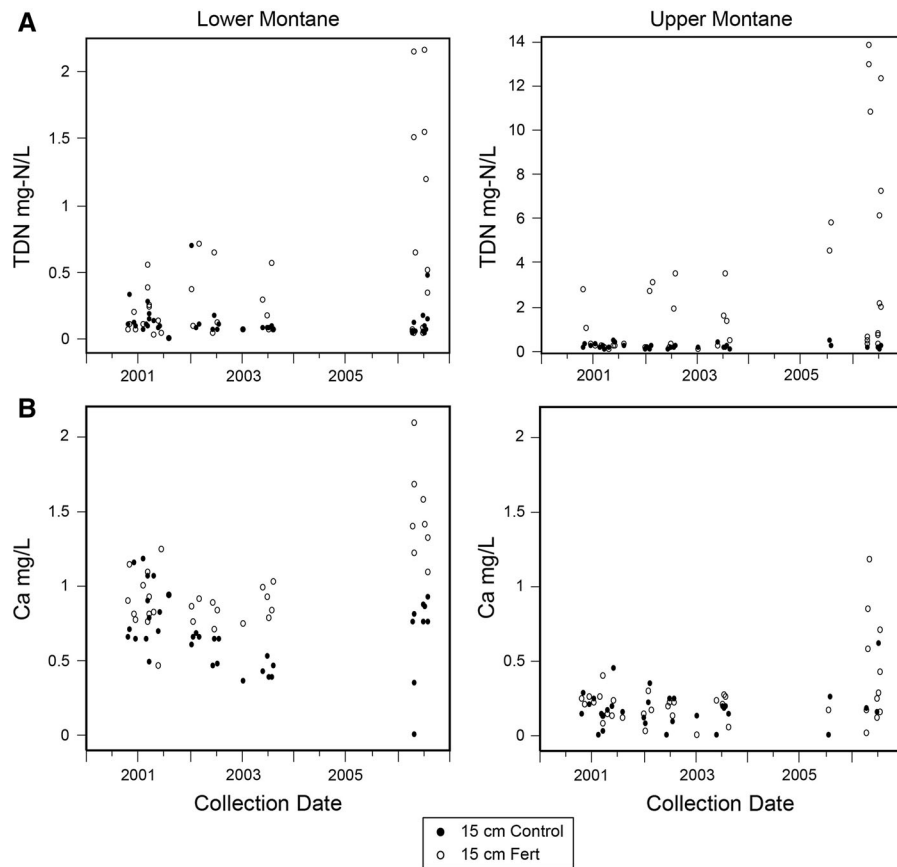 A
Lower Montane
Upper Montane
TDN mg-N/L
2
1.5
1
0.5
0
2001
2003
2005
TDN mg-N/L
14
12
10
8
6
4
2
0
2001
2003
2005
B
Ca mg/L
2
1.5
1
0.5
0
2001
2003
2005
Collection Date
Ca mg/L
2
1.5
1
0.5
0
2001
2003
2005
Collection Date
15 cm Control
15 cm Fert